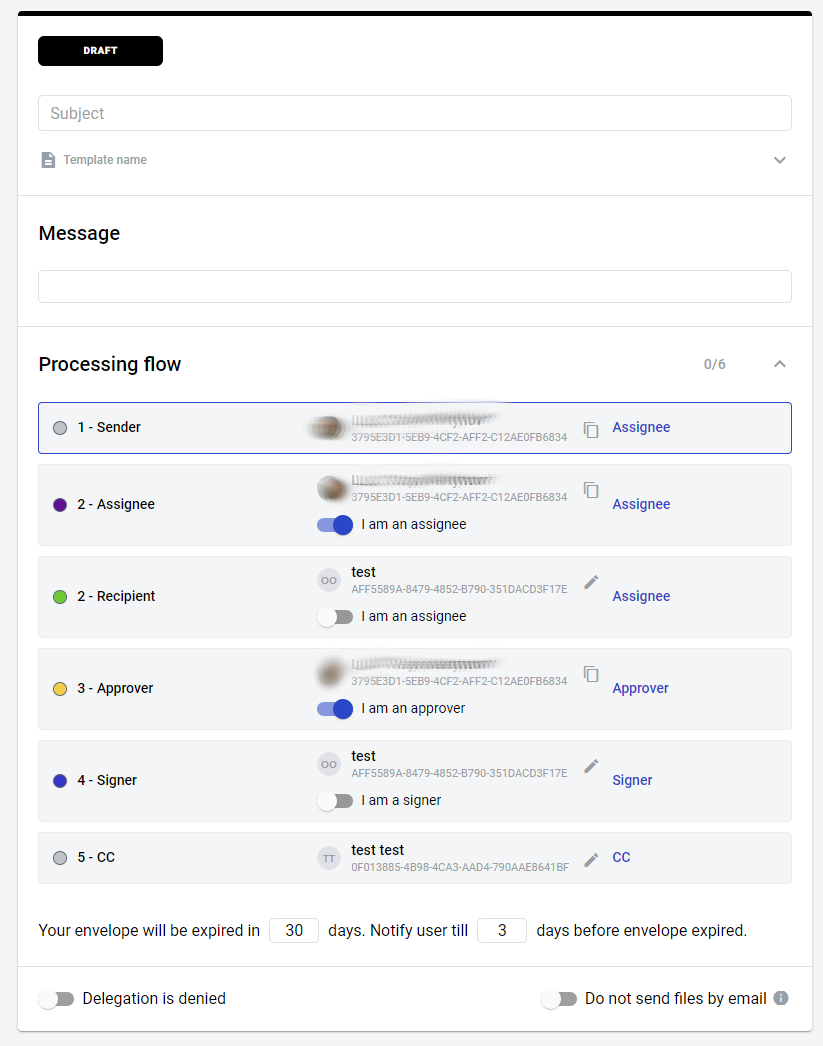 DRAFT
Subject
Template name
Message
Processing flow 0/6
1 - Sender
3795E3D1-5EB9-4CF2-AFF2-C12AE0FB6834
Assignee
2 - Assignee
3795E3D1-5EB9-4CF2-AFF2-C12AE0FB6834
I am an assignee
Assignee
2 - Recipient
OO
test
AFF5589A-8479-4852-B790-351DACD3F17E
I am an assignee
Assignee
3 - Approver
3795E3D1-5EB9-4CF2-AFF2-C12AE0FB6834
I am an approver
Approver
4 - Signer
OO
test
AFF5589A-8479-4852-B790-351DACD3F17E
I am a signer
Signer
5 - CC
TT
test test
0F013885-4B98-4CA3-AAD4-790AAE8641BF
CC
Your envelope will be expired in 30 days. Notify user till 3 days before envelope expired.
Delegation is denied
Do not send files by email